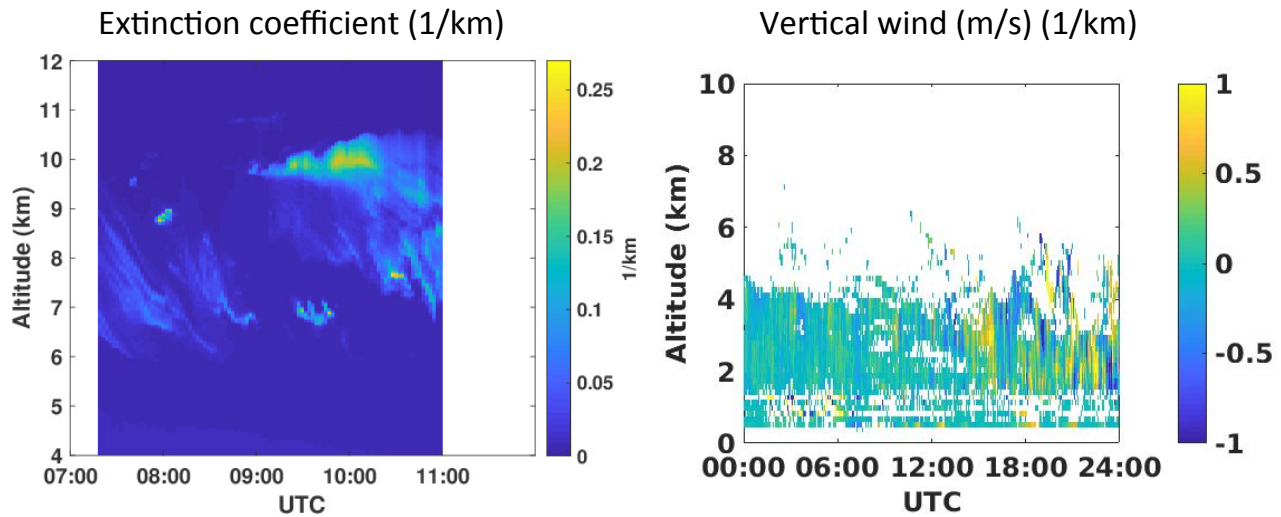 Extinction coefficient (1/km)
12
11
10
9
8
7
6
5
4
Altitude (km)
07:00 08:00 09:00 10:00 11:00
UTC
0.25
0.2
0.15
0.1
0.05
0
1/km
Vertical wind (m/s) (1/km)
10
8
6
4
2
0
Altitude (km)
00:00 06:00 12:00 18:00 24:00
UTC
1
0.5
0
-0.5
-1